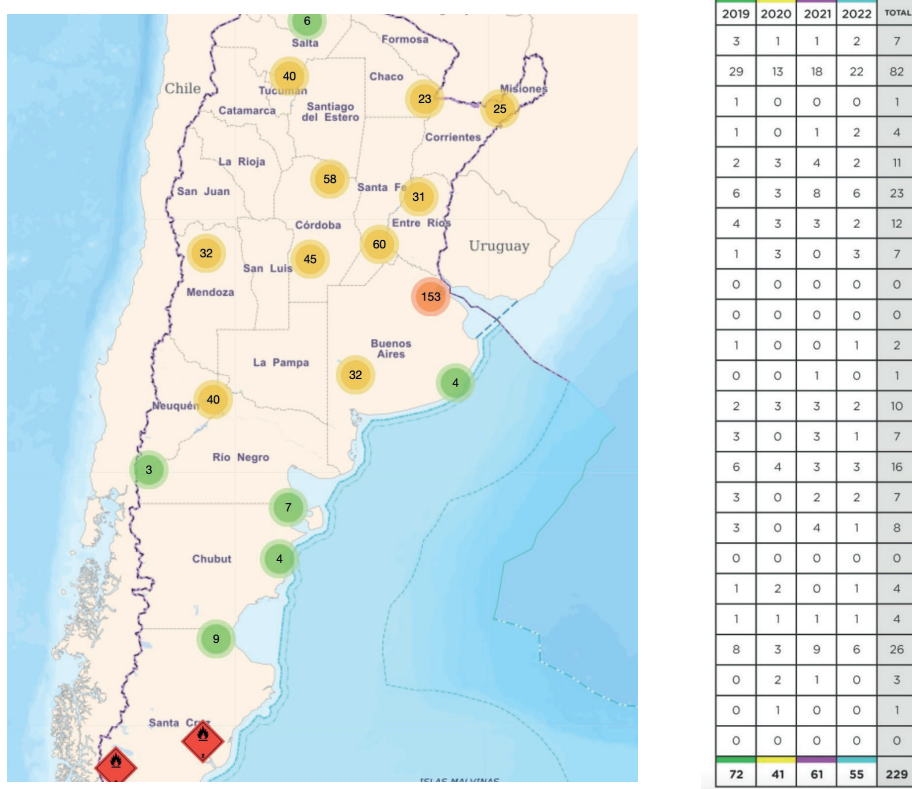 6
Salta
Formosa
40
Tucumán
Chaco
Chile
23
Misiones
25
Catamarca
Santiago
del Estero
Corrientes
La Rioja
58
San Juan
Santa Fe
31
Entre Ríos
Córdoba
60
Uruguay
32
45
San Luis
Mendoza
153
Buenos
Aires
La Pampa
32
4
40
Neuquén
Río Negro
3
7
Chubut
4
9
Santa Cruz
ISLAS MALVINAS
2019 2020 2021 2022 TOTAL
3 1 1 2 7
29 13 18 22 82
1 0 0 0 1
1 0 1 2 4
2 3 4 2 11
6 3 8 6 23
4 3 3 2 12
1 3 0 3 7
0 0 0 0 0
0 0 0 0 0
1 0 0 1 2
0 0 1 0 1
2 3 3 2 10
3 0 3 1 7
6 4 3 3 16
3 0 2 2 7
3 0 4 1 8
0 0 0 0 0
1 2 0 1 4
1 1 1 1 4
8 3 9 6 26
0 2 1 0 3
0 1 0 0 1
0 0 0 0 0
72 41 61 55 229